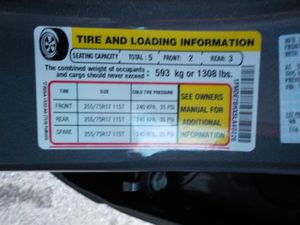 TIRE AND LOADING INFORMATION
SEATING CAPACITY TOTAL: 5 FRONT: 2 REAR: 3
The combined weight of occupants
and cargo should never exceed: 593 kg or 1308 lbs.
TIRE SIZE COLD TIRE PRESSURE
FRONT 255/75R17 115T 240 KPA, 35 PSI
REAR 255/75R17 115T 240 KPA, 35 PSI
SPARE 255/75R17 115T 240 KPA, 35 PSI
SEE OWNERS
MANUAL FOR
ADDITIONAL
INFORMATION